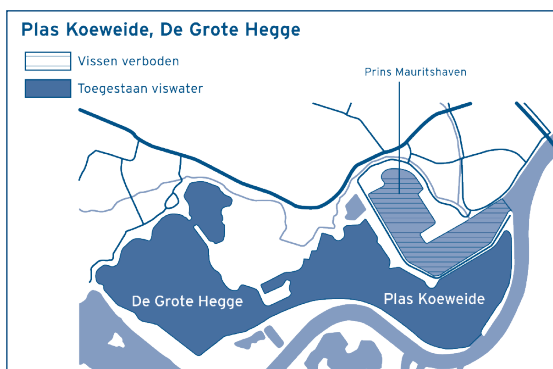 Plas Koeweide, De Grote Hegge
Vissen verboden
Toegestaan viswater
Prins Mauritshaven
De Grote Hegge
Plas Koeweide